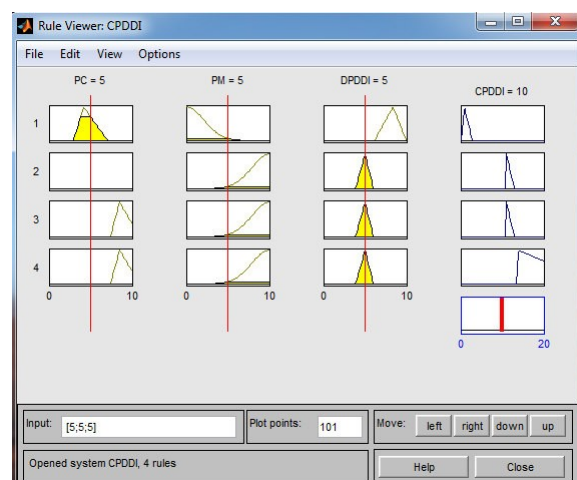 Rule Viewer: CPDDI
File Edit View Options
PC = 5 PM = 5 DPDDI = 5 CPDDI = 10
1
2
3
4
0 10 0 10 0 10
0 20
Input: [5;5;5] Plot points: 101 Move: left right down up
Opened system CPDDI, 4 rules Help Close